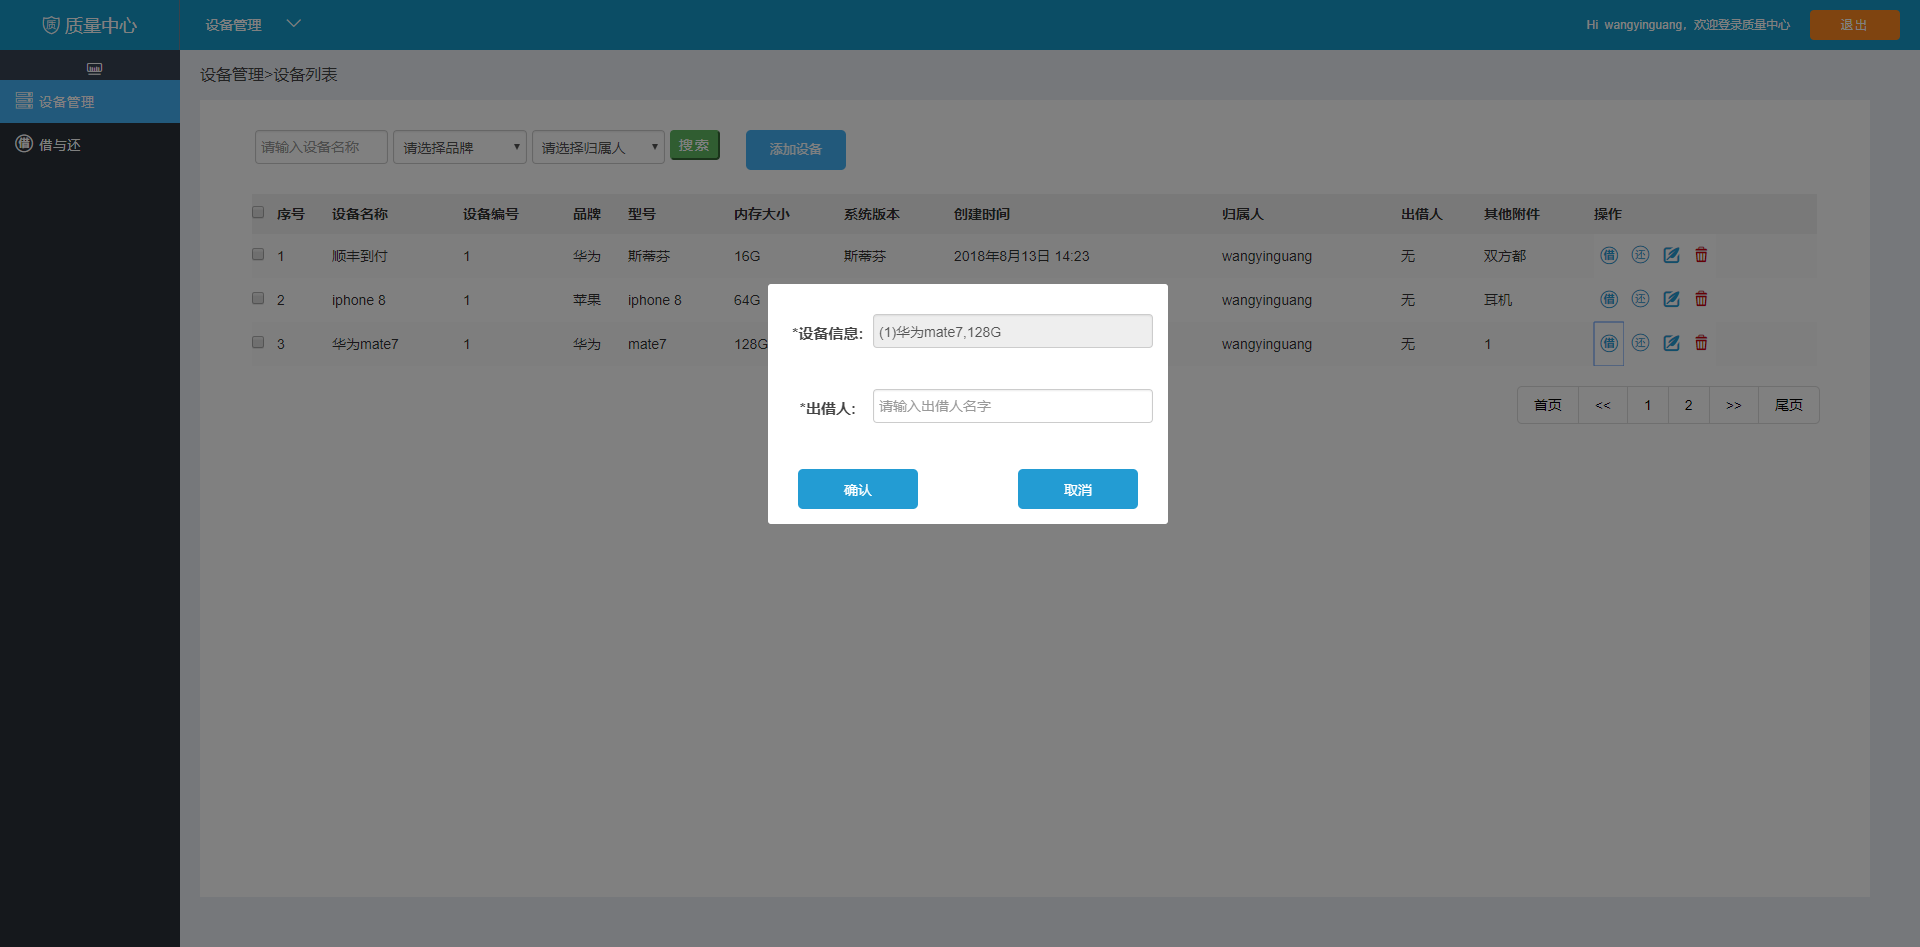 质量中心
设备管理
Hi wangyinguang，欢迎登录质量中心
退出
设备管理
借与还
设备管理>设备列表
请输入设备名称 请选择品牌 请选择归属人 搜索 添加设备
序号 设备名称 设备编号 品牌 型号 内存大小 系统版本 创建时间 归属人 出借人 其他附件 操作
1 顺丰到付 1 华为 斯蒂芬 16G 斯蒂芬 2018年8月13日 14:23 wangyinguang 无 双方都 借 还
2 iphone 8 1 苹果 iphone 8 64G wangyinguang 无 耳机 借 还
3 华为mate7 1 华为 mate7 128G wangyinguang 无 1 借 还
首页 << 1 2 >> 尾页
*设备信息: (1)华为mate7,128G
*出借人: 请输入出借人名字
确认 取消